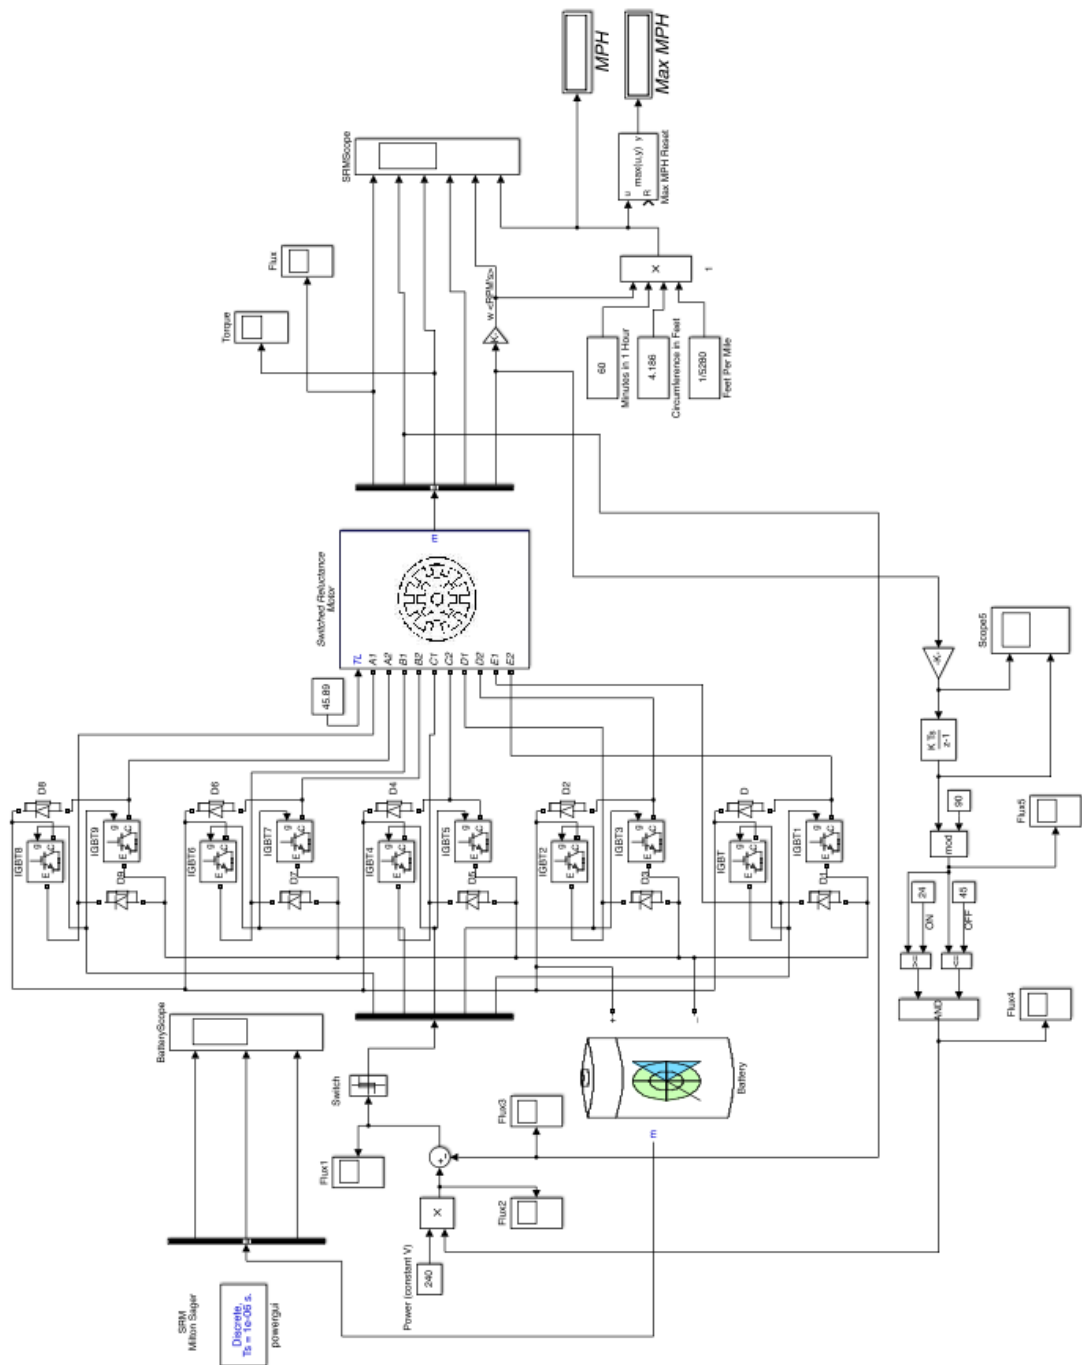 SRM
Milton Sager
Discrete,
Ts = 1e-06 s.
powergui
BatteryScope
Power (constant V)
240
X
Flux1
Flux2
Flux3
Switch
Battery
m
+
−
IGBT8
IGBT9
D8
D9
IGBT6
IGBT7
D6
D7
IGBT4
IGBT5
D4
D5
IGBT2
IGBT3
D2
D3
IGBT
IGBT1
D
D1
g
C
E
45.89
Switched Reluctance
Motor
TL
A1
A2
B1
B2
C1
C2
D1
D2
E1
E2
m
Torque
Flux
SRMScope
-K-
w <RPM's>
60
Minutes in 1 Hour
4.186
Circumference in Feet
1/5280
Feet Per Mile
X
1
u
R
max(u,y)
y
Max MPH Reset
MPH
Max MPH
-K-
Scope5
K Ts
z-1
90
mod
Flux5
24
ON
45
OFF
>=
<=
AND
Flux4